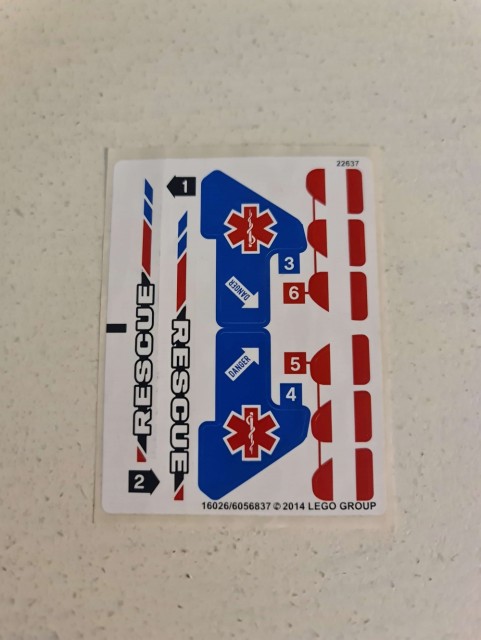 22637
1
RESCUE
RESCUE
3
DANGER
6
DANGER
5
4
2
16026/6056837 © 2014 LEGO GROUP